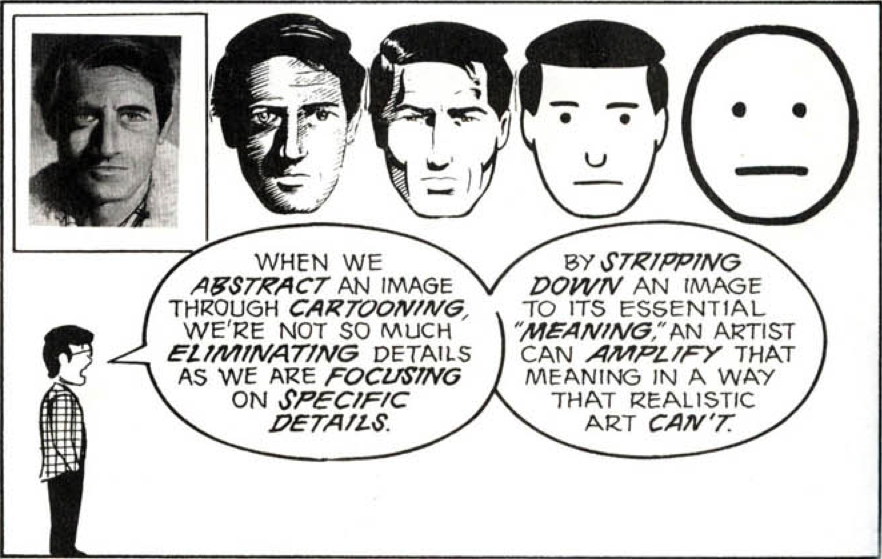 WHEN WE
ABSTRACT AN IMAGE
THROUGH CARTOONING,
WE'RE NOT SO MUCH
ELIMINATING DETAILS
AS WE ARE FOCUSING
ON SPECIFIC
DETAILS.
BY STRIPPING
DOWN AN IMAGE
TO ITS ESSENTIAL
"MEANING," AN ARTIST
CAN AMPLIFY THAT
MEANING IN A WAY
THAT REALISTIC
ART CAN'T.